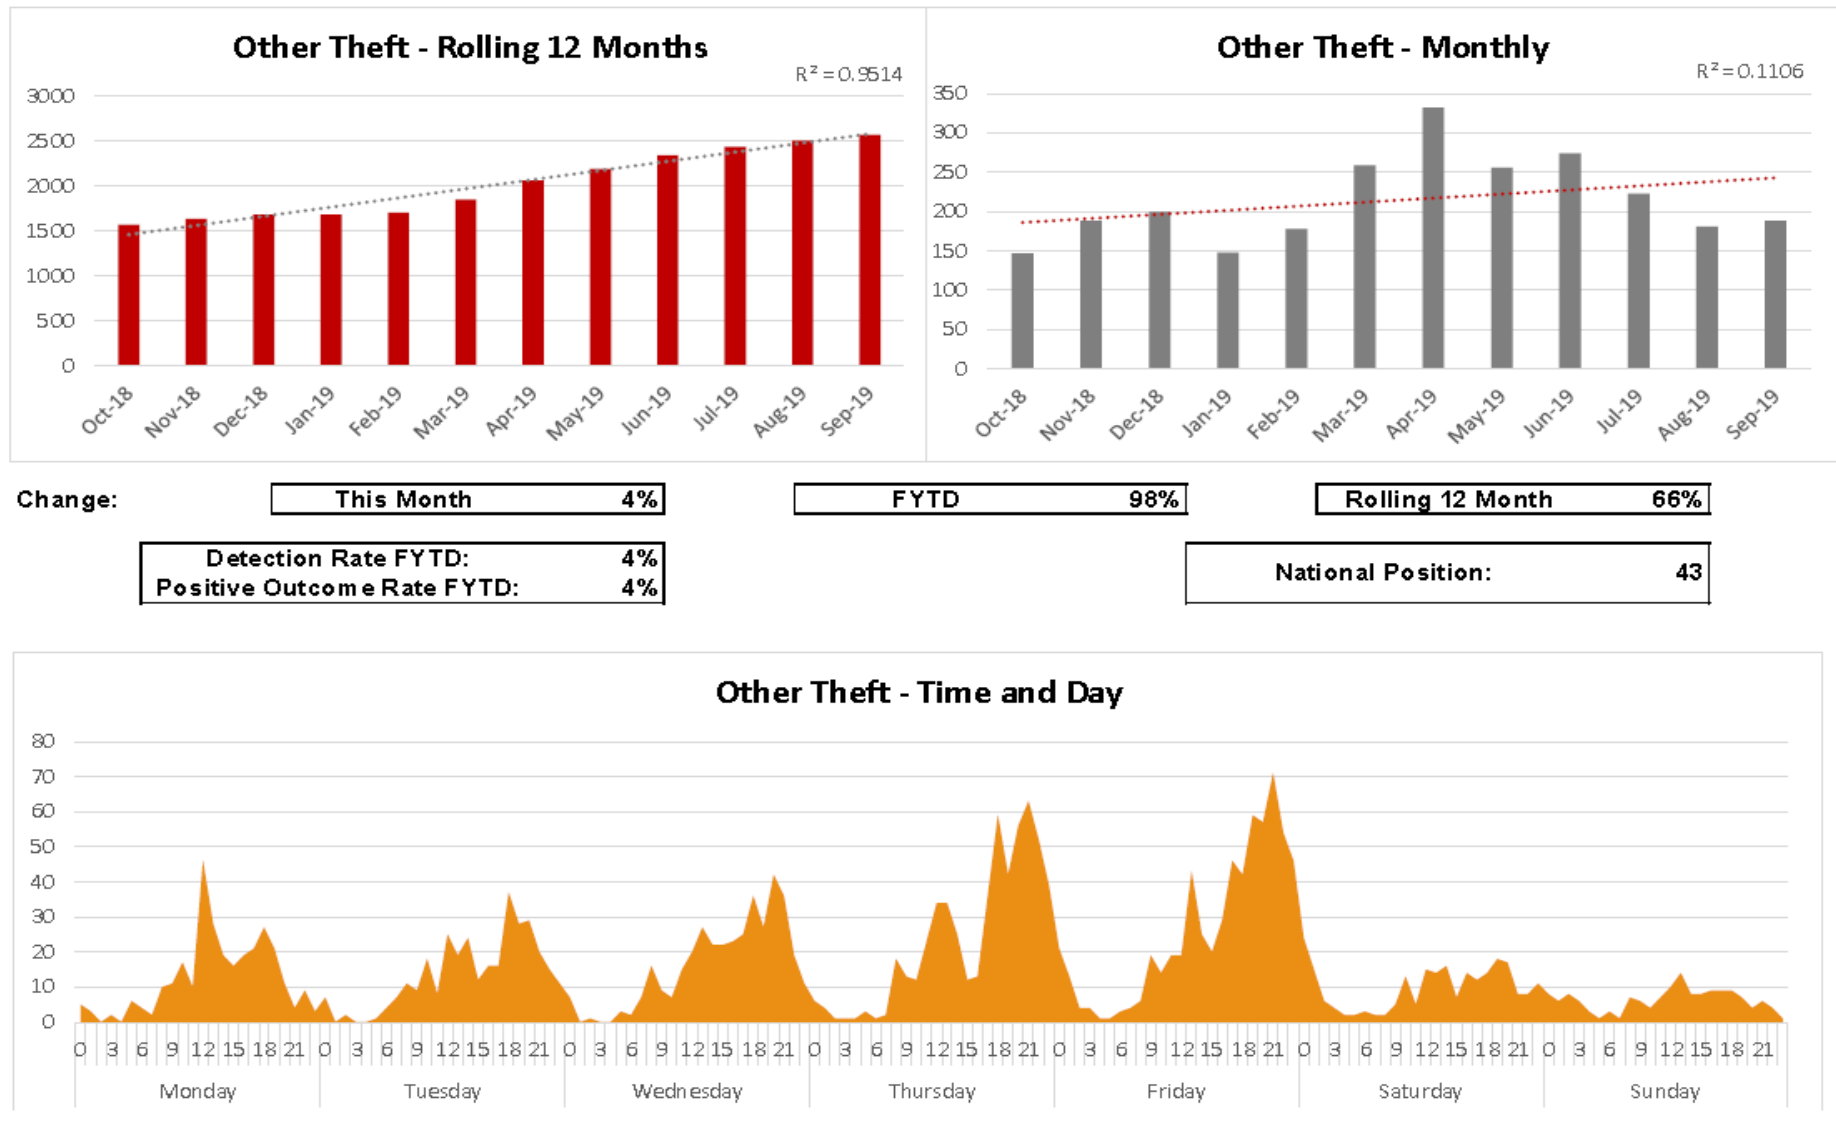 Other Theft - Rolling 12 Months
R² = 0.9514
3000
2500
2000
1500
1000
500
0
Oct-18 Nov-18 Dec-18 Jan-19 Feb-19 Mar-19 Apr-19 May-19 Jun-19 Jul-19 Aug-19 Sep-19
Other Theft - Monthly
R² = 0.1106
350
300
250
200
150
100
50
0
Oct-18 Nov-18 Dec-18 Jan-19 Feb-19 Mar-19 Apr-19 May-19 Jun-19 Jul-19 Aug-19 Sep-19
Change: This Month 4% FYTD 98% Rolling 12 Month 66%
Detection Rate FYTD: 4%
Positive Outcome Rate FYTD: 4%
National Position: 43
Other Theft - Time and Day
80
70
60
50
40
30
20
10
0
0 3 6 9 12 15 18 21 0 3 6 9 12 15 18 21 0 3 6 9 12 15 18 21 0 3 6 9 12 15 18 21 0 3 6 9 12 15 18 21 0 3 6 9 12 15 18 21 0 3 6 9 12 15 18 21
Monday Tuesday Wednesday Thursday Friday Saturday Sunday